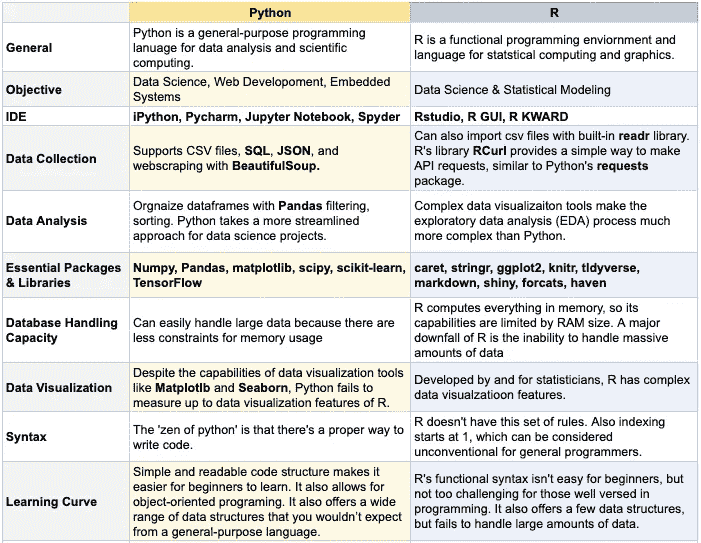 Python
R
General
Python is a general-purpose programming
lanuage for data analysis and scientific
computing.
R is a functional programming enviornment and
language for statstical computing and graphics.
Objective
Data Science, Web Developoment, Embedded
Systems
Data Science & Statistical Modeling
IDE
iPython, Pycharm, Jupyter Notebook, Spyder
Rstudio, R GUI, R KWARD
Data Collection
Supports CSV files, SQL, JSON, and
webscraping with BeautifulSoup.
Can also import csv files with built-in readr library.
R's library RCurl provides a simple way to make
API requests, similar to Python's requests
package.
Data Analysis
Orgnaize dataframes with Pandas filtering,
sorting. Python takes a more streamlined
approach for data science projects.
Complex data visualizaiton tools make the
exploratory data analysis (EDA) process much
more complex than Python.
Essential Packages
& Libraries
Numpy, Pandas, matplotlib, scipy, scikit-learn,
TensorFlow
caret, stringr, ggplot2, knitr, tldyverse,
markdown, shiny, forcats, haven
Database Handling
Capacity
Can easily handle large data because there are
less constraints for memory usage
R computes everything in memory, so its
capabilities are limited by RAM size. A major
downfall of R is the inability to handle massive
amounts of data
Data Visualization
Despite the capabilities of data visualization tools
like Matplotlb and Seaborn, Python fails to
measure up to data visualization features of R.
Developed by and for statisticians, R has complex
data visualzatioon features.
Syntax
The 'zen of python' is that there's a proper way to
write code.
R doesn't have this set of rules. Also indexing
starts at 1, which can be considered
unconventional for general programmers.
Learning Curve
Simple and readable code structure makes it
easier for beginners to learn. It also allows for
object-oriented programing. It also offers a wide
range of data structures that you wouldn't expect
from a general-purpose language.
R's functional syntax isn't easy for beginners, but
not too challenging for those well versed in
programming. It also offers a few data structures,
but fails to handle large amounts of data.